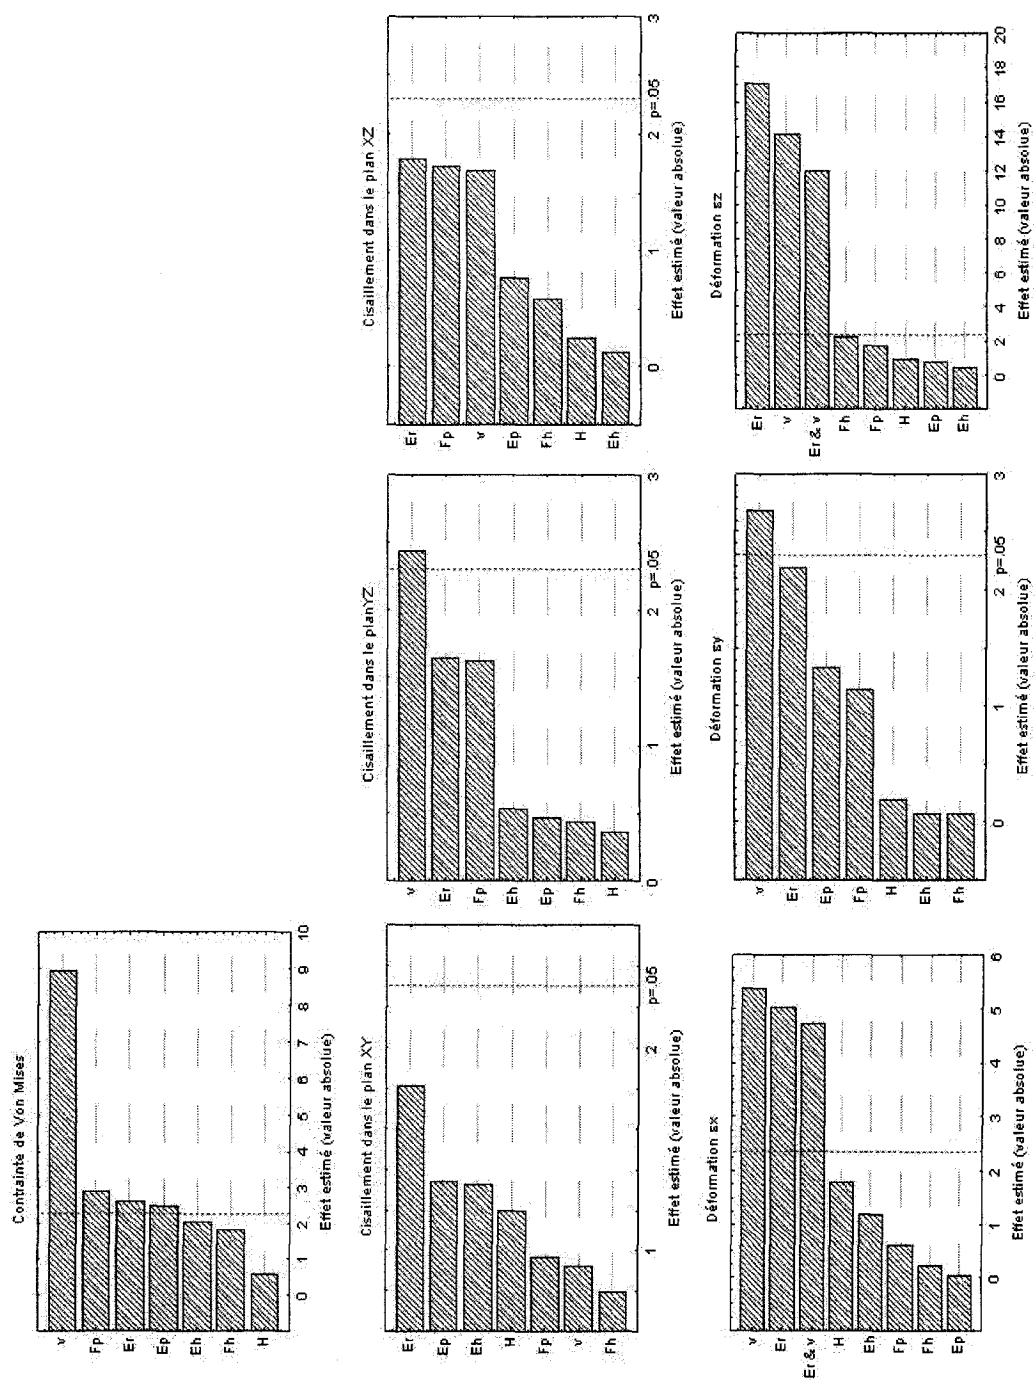 Contrainte de Von Mises
v
Fp
Er
Ep
Eh
Fh
H
0 1 2 3 4 5 6 7 8 9 10
Effet estimé (valeur absolue)
Cisaillement dans le plan XY
Er
Ep
Eh
H
Fp
v
Fh
1 2 p=.05
Effet estimé (valeur absolue)
Cisaillement dans le planYZ
v
Er
Fp
Eh
Ep
Fh
H
0 1 2 p=.05 3
Effet estimé (valeur absolue)
Cisaillement dans le plan XZ
Er
Fp
v
Ep
Fh
H
Eh
0 1 2 p=.05 3
Effet estimé (valeur absolue)
Déformation εx
v
Er
Er & v
H
Eh
Fp
Fh
Ep
0 1 2 3 4 5 6
Effet estimé (valeur absolue)
Déformation εy
v
Er
Ep
Fp
H
Eh
Fh
0 1 2 p=.05 3
Effet estimé (valeur absolue)
Déformation εz
Er
v
Er & v
Fh
Fp
H
Ep
Eh
0 2 4 6 8 10 12 14 16 18 20
Effet estimé (valeur absolue)